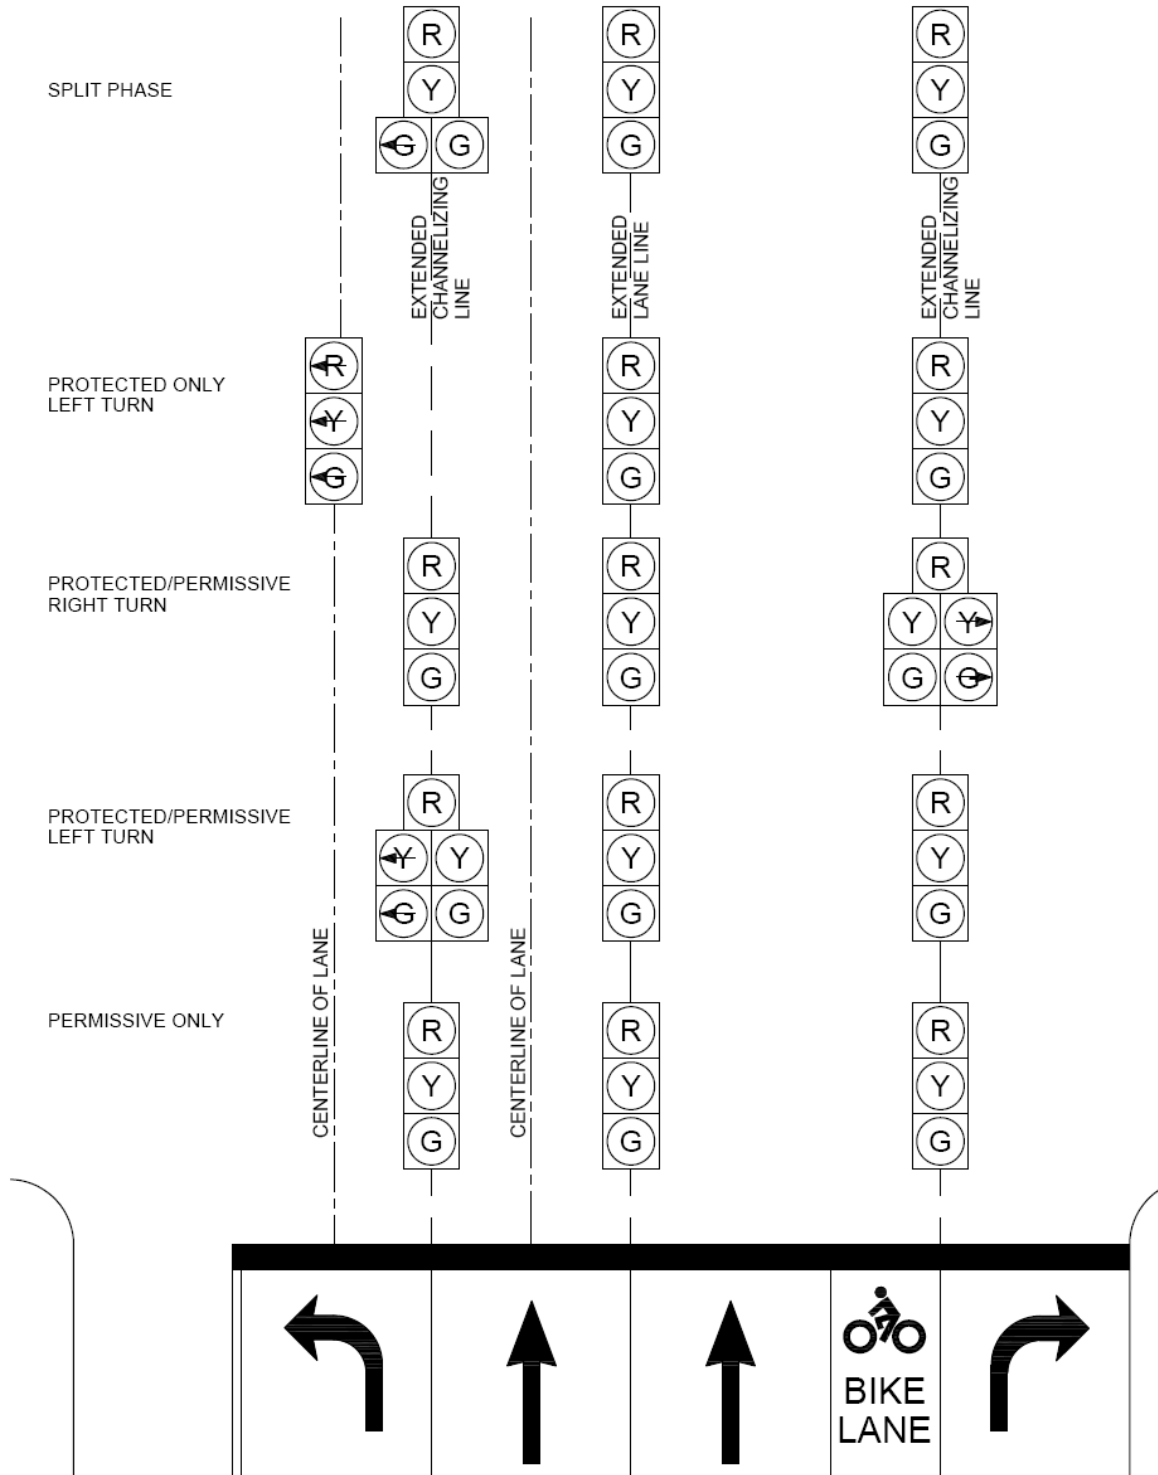 R R R
SPLIT PHASE
Y Y Y
G G G G
EXTENDED
CHANNELIZING
LINE
EXTENDED
LANE LINE
EXTENDED
CHANNELIZING
LINE
R R R
PROTECTED ONLY
LEFT TURN
Y Y Y
G G G
R R R
PROTECTED/PERMISSIVE
RIGHT TURN
Y Y Y Y
G G G G
R R R
PROTECTED/PERMISSIVE
LEFT TURN
Y Y Y Y
G G G G
CENTERLINE OF LANE
CENTERLINE OF LANE
PERMISSIVE ONLY
R R R
Y Y Y
G G G
BIKE
LANE